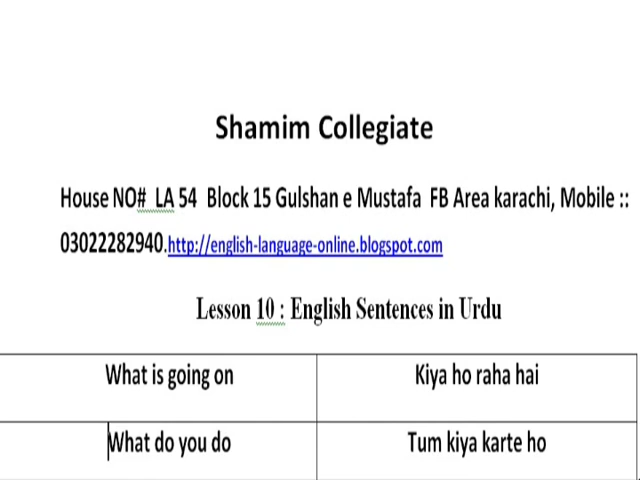 Shamim Collegiate
House NO# LA 54 Block 15 Gulshan e Mustafa FB Area karachi, Mobile ::
03022282940.http://english-language-online.blogspot.com
Lesson 10 : English Sentences in Urdu
What is going on Kiya ho raha hai
What do you do Tum kiya karte ho